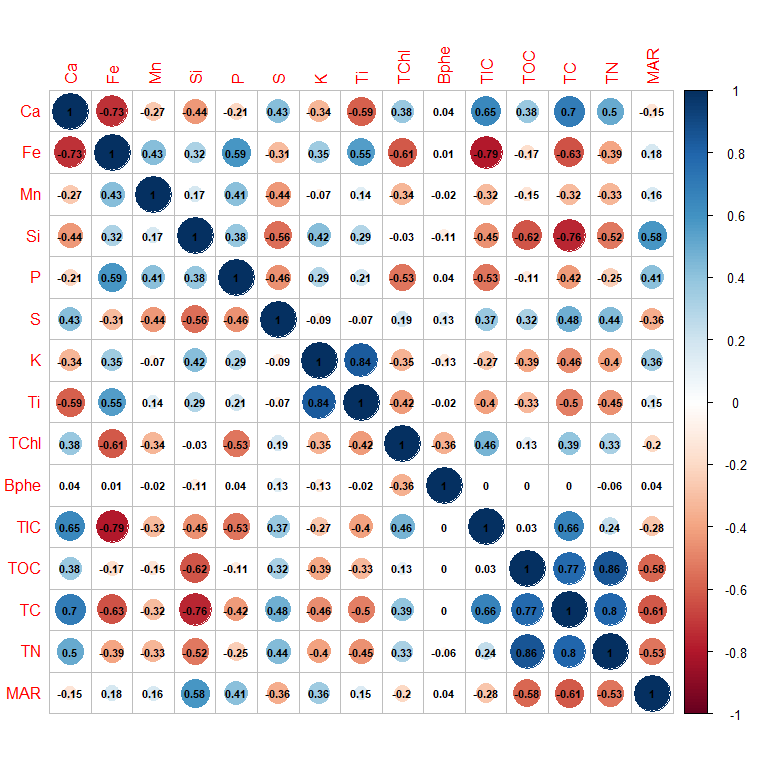 Ca Fe Mn Si P S K Ti TChl Bphe TIC TOC TC TN MAR
Ca 1 -0.73 -0.27 -0.44 -0.21 0.43 -0.34 -0.59 0.38 0.04 0.65 0.38 0.7 0.5 -0.15
Fe -0.73 1 0.43 0.32 0.59 -0.31 0.35 0.55 -0.61 0.01 -0.79 -0.17 -0.63 -0.39 0.18
Mn -0.27 0.43 1 0.17 0.41 -0.44 -0.07 0.14 -0.34 -0.02 -0.32 -0.15 -0.32 -0.33 0.16
Si -0.44 0.32 0.17 1 0.38 -0.56 0.42 0.29 -0.03 -0.11 -0.45 -0.62 -0.76 -0.52 0.58
P -0.21 0.59 0.41 0.38 1 -0.46 0.29 0.21 -0.53 0.04 -0.53 -0.11 -0.42 -0.25 0.41
S 0.43 -0.31 -0.44 -0.56 -0.46 1 -0.09 -0.07 0.19 0.13 0.37 0.32 0.48 0.44 -0.36
K -0.34 0.35 -0.07 0.42 0.29 -0.09 1 0.84 -0.35 -0.13 -0.27 -0.39 -0.46 -0.4 0.36
Ti -0.59 0.55 0.14 0.29 0.21 -0.07 0.84 1 -0.42 -0.02 -0.4 -0.33 -0.5 -0.45 0.15
TChl 0.38 -0.61 -0.34 -0.03 -0.53 0.19 -0.35 -0.42 1 -0.36 0.46 0.13 0.39 0.33 -0.2
Bphe 0.04 0.01 -0.02 -0.11 0.04 0.13 -0.13 -0.02 -0.36 1 0 0 0 -0.06 0.04
TIC 0.65 -0.79 -0.32 -0.45 -0.53 0.37 -0.27 -0.4 0.46 0 1 0.03 0.66 0.24 -0.28
TOC 0.38 -0.17 -0.15 -0.62 -0.11 0.32 -0.39 -0.33 0.13 0 0.03 1 0.77 0.86 -0.58
TC 0.7 -0.63 -0.32 -0.76 -0.42 0.48 -0.46 -0.5 0.39 0 0.66 0.77 1 0.8 -0.61
TN 0.5 -0.39 -0.33 -0.52 -0.25 0.44 -0.4 -0.45 0.33 -0.06 0.24 0.86 0.8 1 -0.53
MAR -0.15 0.18 0.16 0.58 0.41 -0.36 0.36 0.15 -0.2 0.04 -0.28 -0.58 -0.61 -0.53 1
1
0.8
0.6
0.4
0.2
0
-0.2
-0.4
-0.6
-0.8
-1